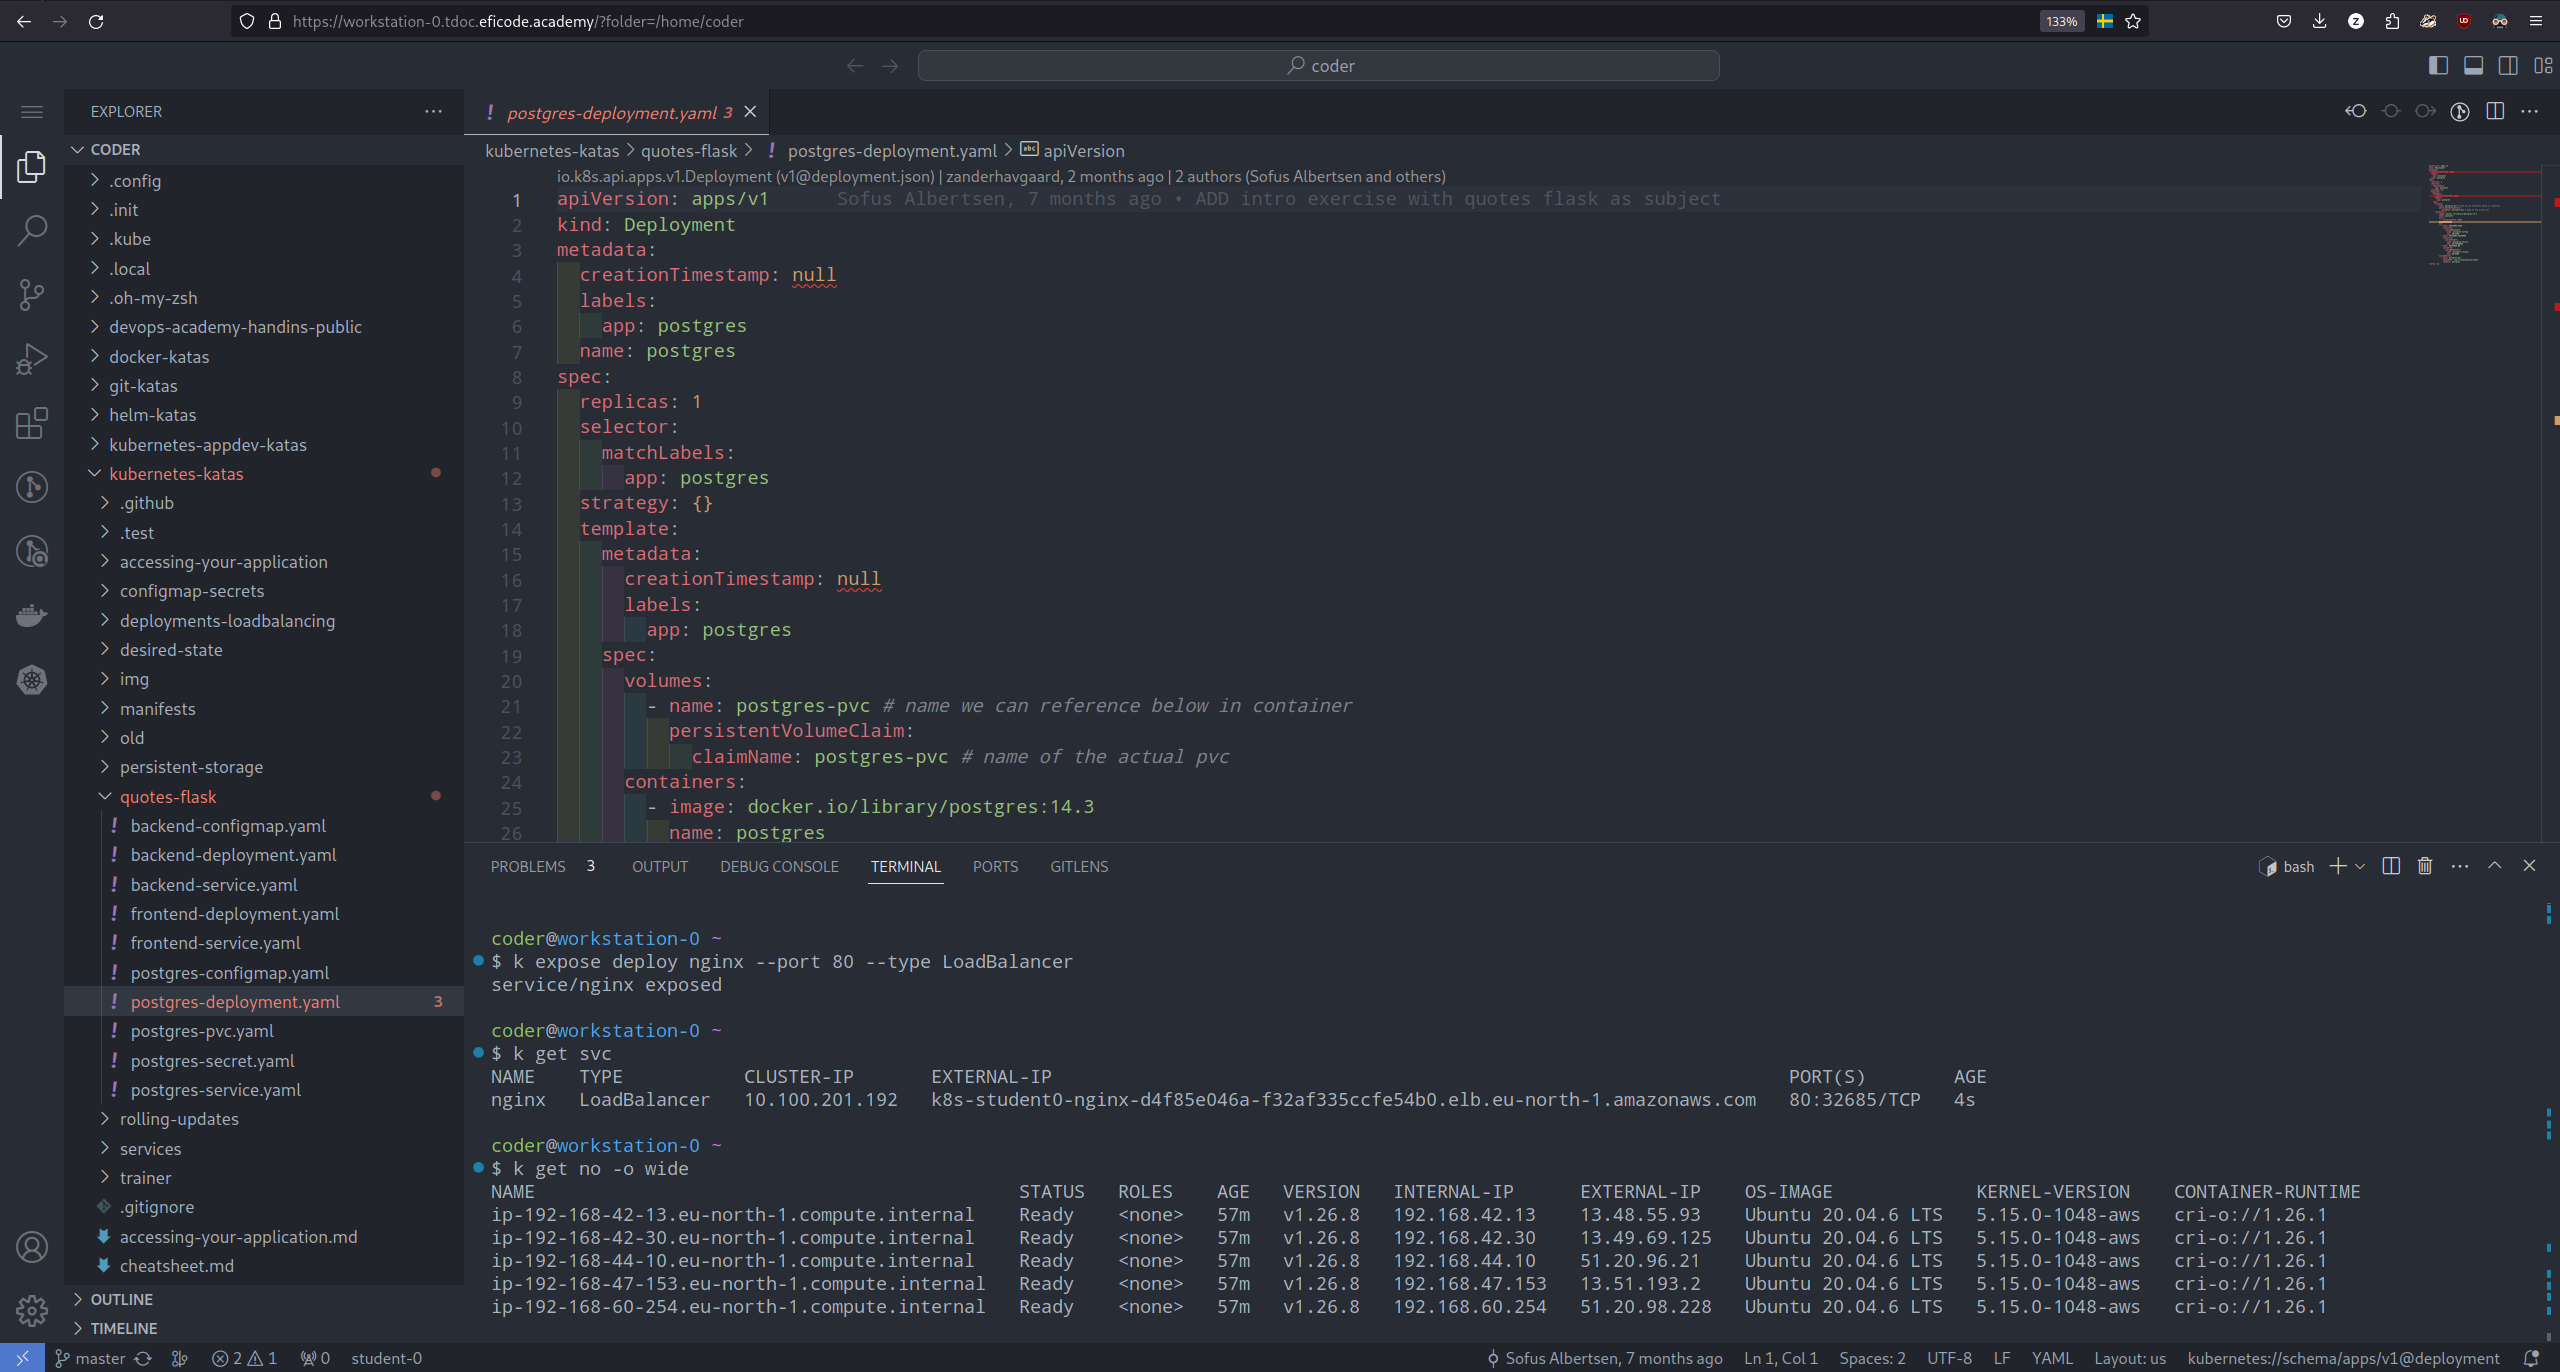 https://workstation-0.tdoc.eficode.academy/?folder=/home/coder
133%
coder
EXPLORER
CODER
.config
.init
.kube
.local
.oh-my-zsh
devops-academy-handins-public
docker-katas
git-katas
helm-katas
kubernetes-appdev-katas
kubernetes-katas
.github
.test
accessing-your-application
configmap-secrets
deployments-loadbalancing
desired-state
img
manifests
old
persistent-storage
quotes-flask
! backend-configmap.yaml
! backend-deployment.yaml
! backend-service.yaml
! frontend-deployment.yaml
! frontend-service.yaml
! postgres-configmap.yaml
! postgres-deployment.yaml 3
! postgres-pvc.yaml
! postgres-secret.yaml
! postgres-service.yaml
rolling-updates
services
trainer
.gitignore
accessing-your-application.md
cheatsheet.md
OUTLINE
TIMELINE
! postgres-deployment.yaml 3
kubernetes-katas > quotes-flask > ! postgres-deployment.yaml > abc apiVersion
io.k8s.api.apps.v1.Deployment (v1@deployment.json) | zanderhavgaard, 2 months ago | 2 authors (Sofus Albertsen and others)
1 apiVersion: apps/v1 Sofus Albertsen, 7 months ago • ADD intro exercise with quotes flask as subject
2 kind: Deployment
3 metadata:
4 creationTimestamp: null
5 labels:
6 app: postgres
7 name: postgres
8 spec:
9 replicas: 1
10 selector:
11 matchLabels:
12 app: postgres
13 strategy: {}
14 template:
15 metadata:
16 creationTimestamp: null
17 labels:
18 app: postgres
19 spec:
20 volumes:
21 - name: postgres-pvc # name we can reference below in container
22 persistentVolumeClaim:
23 claimName: postgres-pvc # name of the actual pvc
24 containers:
25 - image: docker.io/library/postgres:14.3
26 name: postgres
PROBLEMS 3 OUTPUT DEBUG CONSOLE TERMINAL PORTS GITLENS
bash
coder@workstation-0 ~
$ k expose deploy nginx --port 80 --type LoadBalancer
service/nginx exposed
coder@workstation-0 ~
$ k get svc
NAME TYPE CLUSTER-IP EXTERNAL-IP PORT(S) AGE
nginx LoadBalancer 10.100.201.192 k8s-student0-nginx-d4f85e046a-f32af335ccfe54b0.elb.eu-north-1.amazonaws.com 80:32685/TCP 4s
coder@workstation-0 ~
$ k get no -o wide
NAME STATUS ROLES AGE VERSION INTERNAL-IP EXTERNAL-IP OS-IMAGE KERNEL-VERSION CONTAINER-RUNTIME
ip-192-168-42-13.eu-north-1.compute.internal Ready <none> 57m v1.26.8 192.168.42.13 13.48.55.93 Ubuntu 20.04.6 LTS 5.15.0-1048-aws cri-o://1.26.1
ip-192-168-42-30.eu-north-1.compute.internal Ready <none> 57m v1.26.8 192.168.42.30 13.49.69.125 Ubuntu 20.04.6 LTS 5.15.0-1048-aws cri-o://1.26.1
ip-192-168-44-10.eu-north-1.compute.internal Ready <none> 57m v1.26.8 192.168.44.10 51.20.96.21 Ubuntu 20.04.6 LTS 5.15.0-1048-aws cri-o://1.26.1
ip-192-168-47-153.eu-north-1.compute.internal Ready <none> 57m v1.26.8 192.168.47.153 13.51.193.2 Ubuntu 20.04.6 LTS 5.15.0-1048-aws cri-o://1.26.1
ip-192-168-60-254.eu-north-1.compute.internal Ready <none> 57m v1.26.8 192.168.60.254 51.20.98.228 Ubuntu 20.04.6 LTS 5.15.0-1048-aws cri-o://1.26.1
master 2 1 0 student-0 Sofus Albertsen, 7 months ago Ln 1, Col 1 Spaces: 2 UTF-8 LF YAML Layout: us kubernetes://schema/apps/v1@deployment